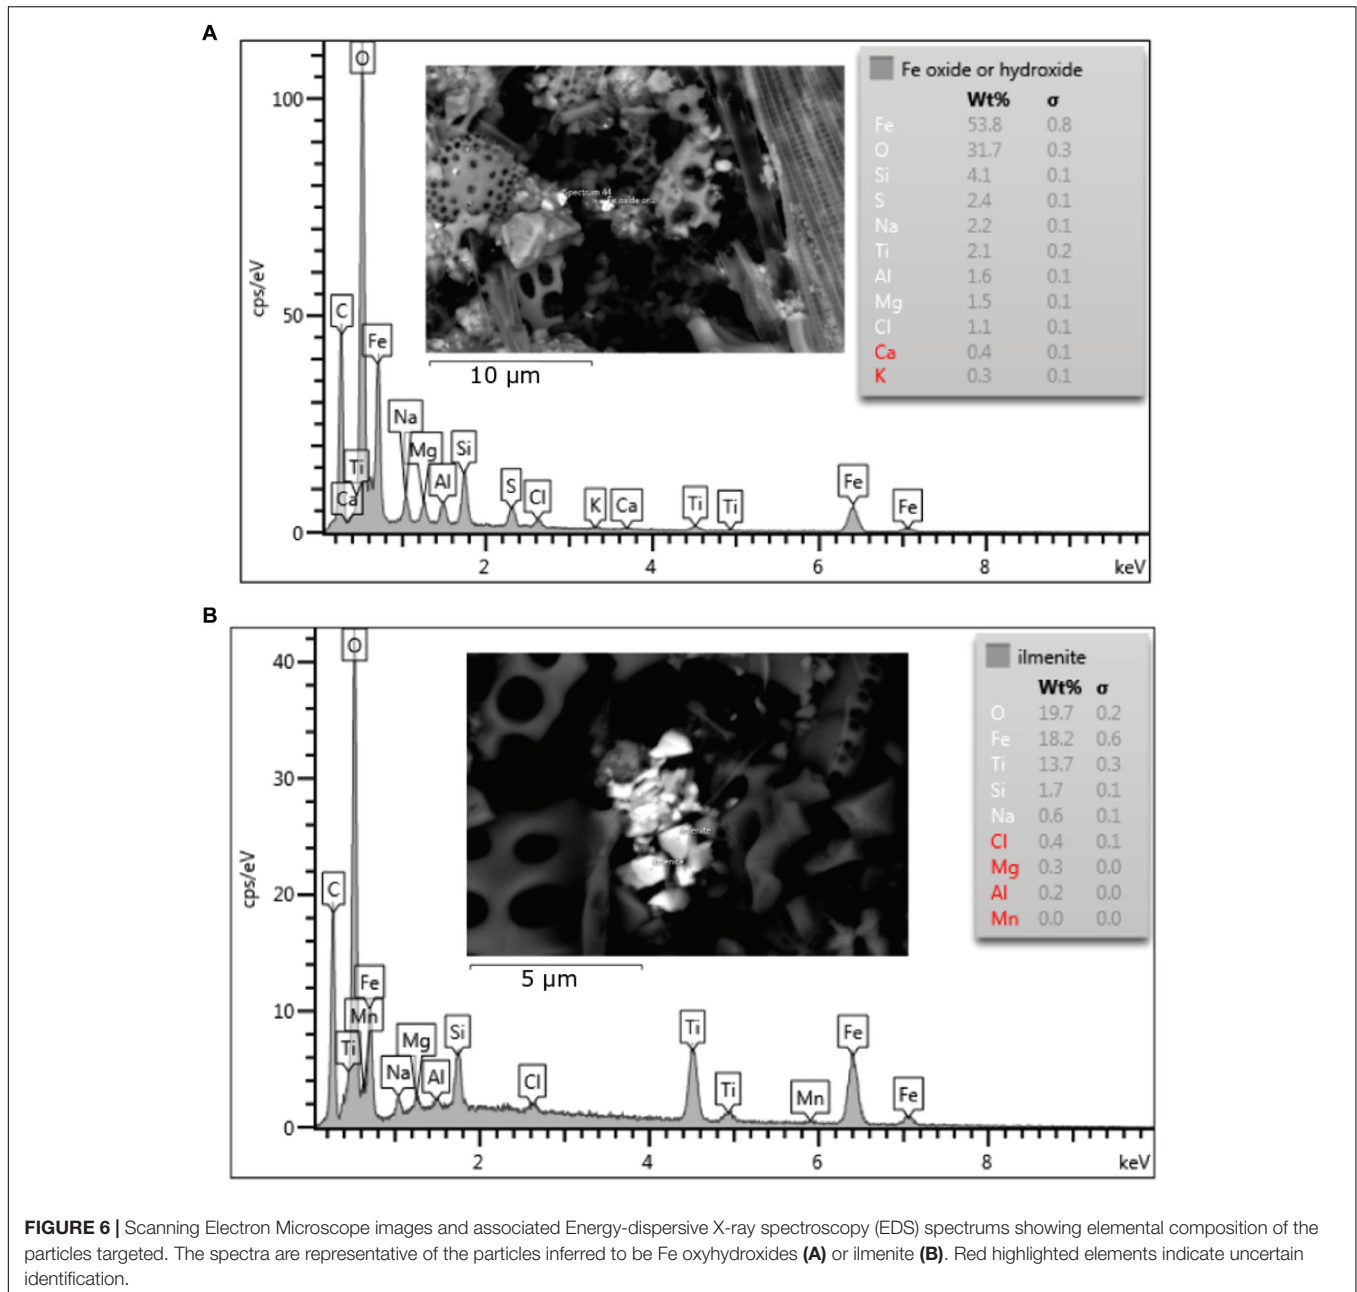 A
O
100
C
Fe
50
Na
Mg
Si
Ti
Al
Ca
S
Cl
K
Ca
Ti
Ti
Fe
Fe
0
2
4
6
8
keV
cps/eV
Spectrum 44
Fe oxide or...
10 µm
Fe oxide or hydroxide
Wt% σ
Fe 53.8 0.8
O 31.7 0.3
Si 4.1 0.1
S 2.4 0.1
Na 2.2 0.1
Ti 2.1 0.2
Al 1.6 0.1
Mg 1.5 0.1
Cl 1.1 0.1
Ca 0.4 0.1
K 0.3 0.1
B
O
40
30
20
C
Fe
10
Mn
Ti
Mg
Si
Na
Al
Cl
Ti
Ti
Mn
Fe
Fe
0
2
4
6
8
keV
cps/eV
ilmenite
5 µm
ilmenite
Wt% σ
O 19.7 0.2
Fe 18.2 0.6
Ti 13.7 0.3
Si 1.7 0.1
Na 0.6 0.1
Cl 0.4 0.1
Mg 0.3 0.0
Al 0.2 0.0
Mn 0.0 0.0
FIGURE 6 | Scanning Electron Microscope images and associated Energy-dispersive X-ray spectroscopy (EDS) spectrums showing elemental composition of the
particles targeted. The spectra are representative of the particles inferred to be Fe oxyhydroxides (A) or ilmenite (B). Red highlighted elements indicate uncertain
identification.